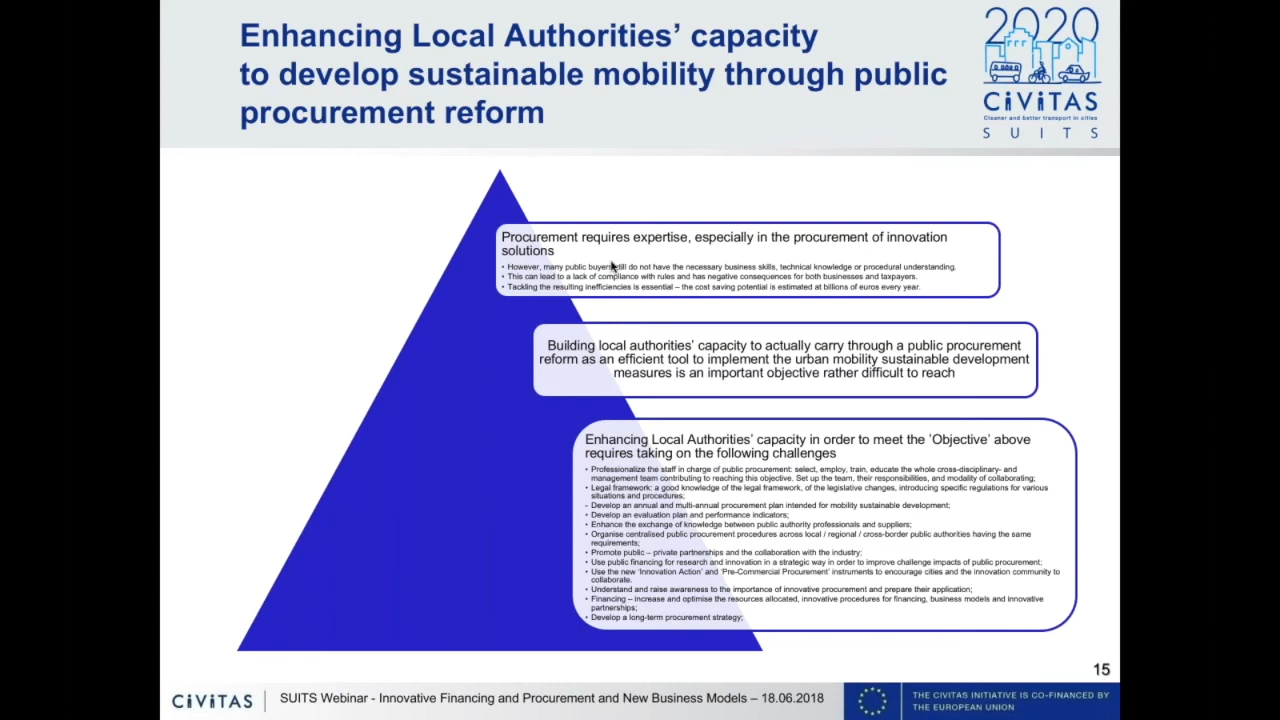 Enhancing Local Authorities’ capacity
to develop sustainable mobility through public
procurement reform
2020
CiViTAS
Cleaner and better transport in cities
S U I T S
Procurement requires expertise, especially in the procurement of innovation
solutions
• However, many public buyers still do not have the necessary business skills, technical knowledge or procedural understanding.
• This can lead to a lack of compliance with rules and has negative consequences for both businesses and taxpayers.
• Tackling the resulting inefficiencies is essential – the cost saving potential is estimated at billions of euros every year.
Building local authorities’ capacity to actually carry through a public procurement
reform as an efficient tool to implement the urban mobility sustainable development
measures is an important objective rather difficult to reach
Enhancing Local Authorities’ capacity in order to meet the ’Objective’ above
requires taking on the following challenges
• Professionalize the staff in charge of public procurement: select, employ, train, educate the whole cross-disciplinary- and
management team contributing to reaching this objective. Set up the team, their responsibilities, and modality of collaborating;
• Legal framework: a good knowledge of the legal framework, of the legislative changes, introducing specific regulations for various
situations and procedures;
- Develop an annual and multi-annual procurement plan intended for mobility sustainable development;
• Develop an evaluation plan and performance indicators;
• Enhance the exchange of knowledge between public authority professionals and suppliers;
• Organise centralised public procurement procedures across local / regional / cross-border public authorities having the same
requirements;
• Promote public – private partnerships and the collaboration with the industry;
• Use public financing for research and innovation in a strategic way in order to improve challenge impacts of public procurement;
• Use the new ‘Innovation Action’ and ‘Pre-Commercial Procurement’ instruments to encourage cities and the innovation community to
collaborate.
• Understand and raise awareness to the importance of innovative procurement and prepare their application;
• Financing – increase and optimise the resources allocated, innovative procedures for financing, business models and innovative
partnerships;
• Develop a long-term procurement strategy;
15
CiViTAS
SUITS Webinar - Innovative Financing and Procurement and New Business Models – 18.06.2018
THE CIVITAS INITIATIVE IS CO-FINANCED BY
THE EUROPEAN UNION